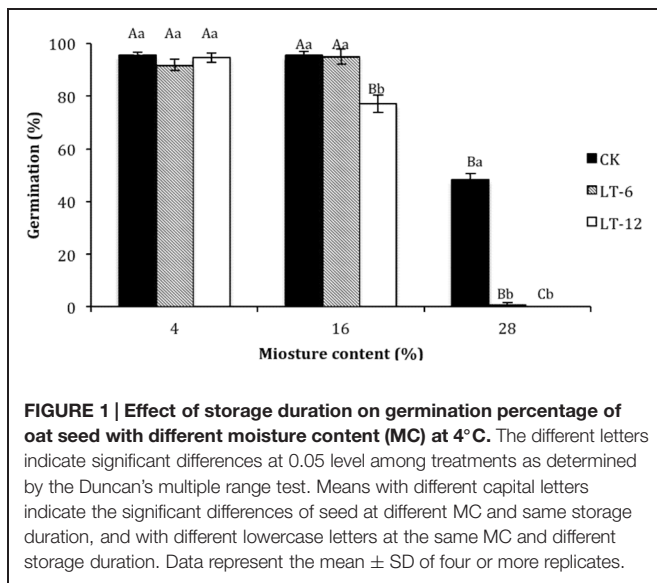 Aa Aa Aa
Aa Aa
Bb
Ba
Bb Cb
100
80
60
40
20
0
Germination (%)
CK
LT-6
LT-12
4 16 28
Miosture content (%)
FIGURE 1 | Effect of storage duration on germination percentage of
oat seed with different moisture content (MC) at 4°C. The different letters
indicate significant differences at 0.05 level among treatments as determined
by the Duncan's multiple range test. Means with different capital letters
indicate the significant differences of seed at different MC and same storage
duration, and with different lowercase letters at the same MC and different
storage duration. Data represent the mean ± SD of four or more replicates.